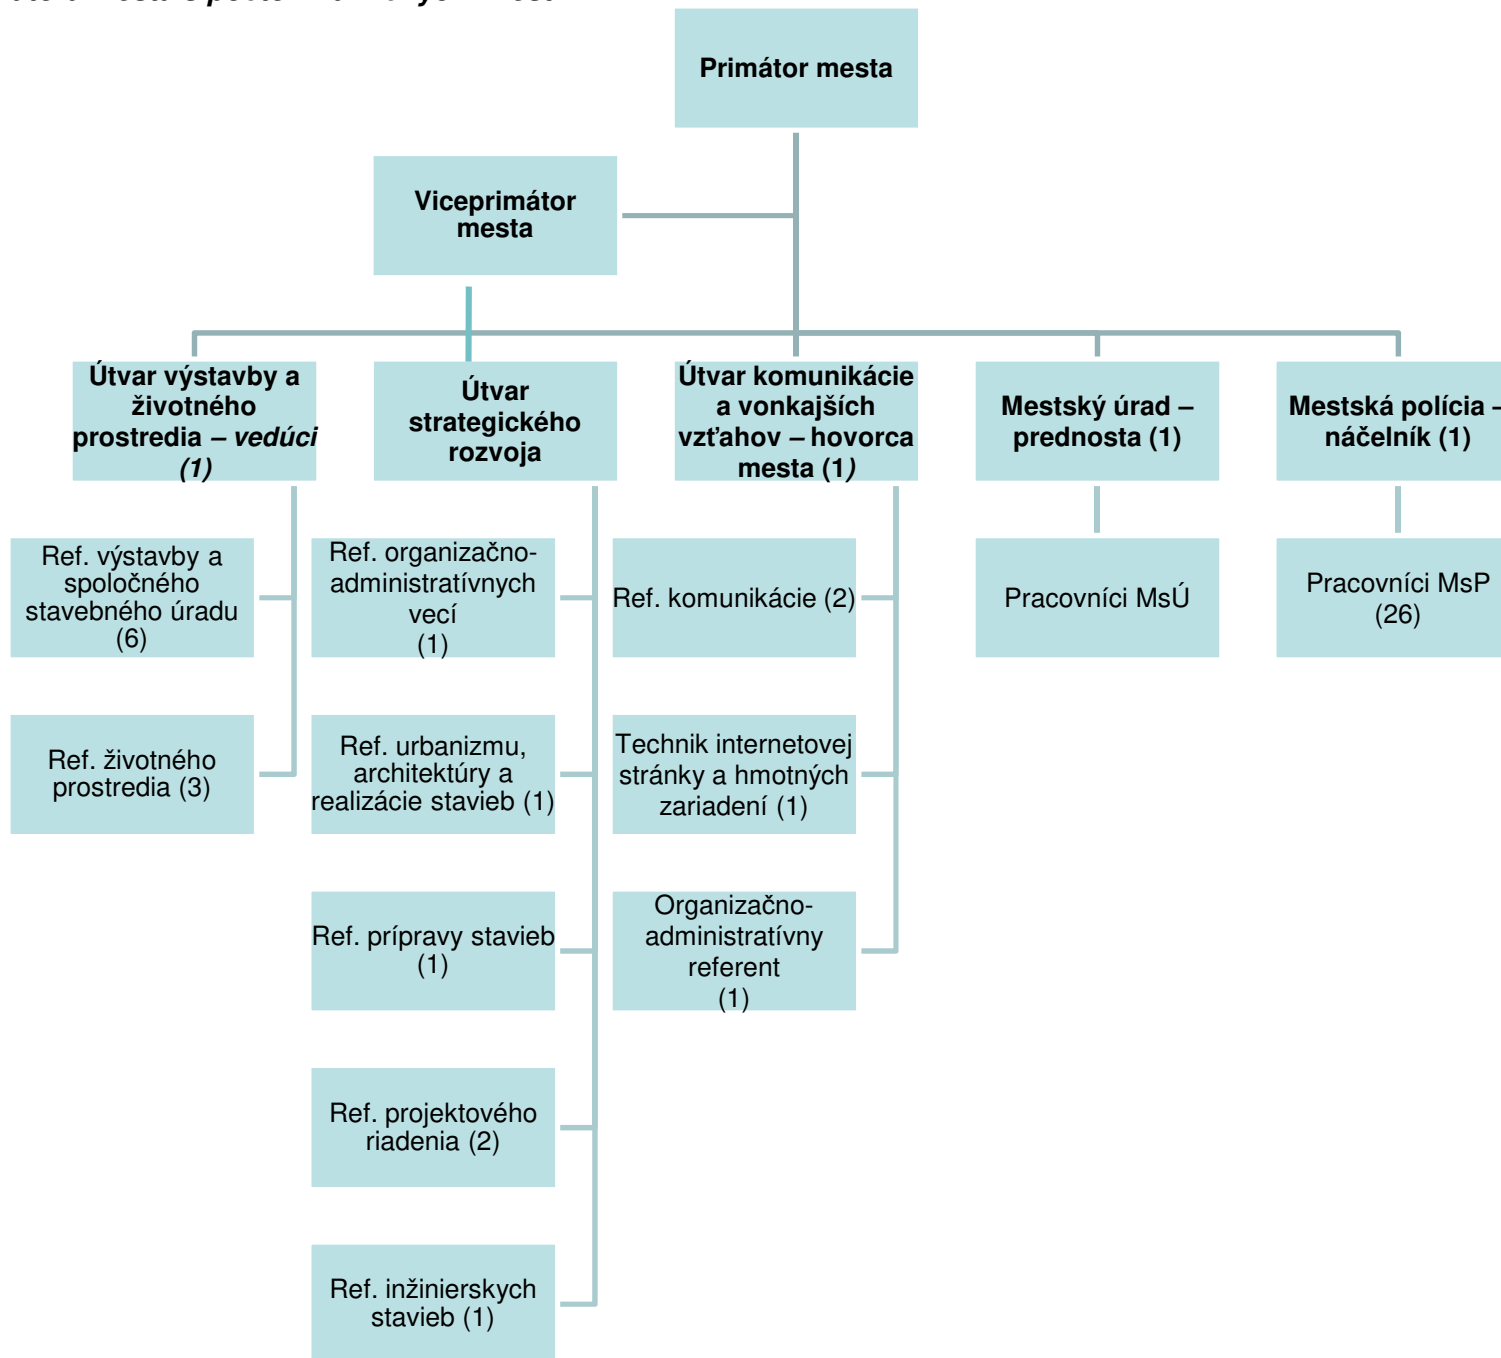 Primátor mesta
Viceprimátor
mesta
Útvar výstavby a
životného
prostredia – vedúci
(1)
Útvar
strategického
rozvoja
Útvar komunikácie
a vonkajších
vzťahov – hovorca
mesta (1)
Mestský úrad –
prednosta (1)
Mestská polícia –
náčelník (1)
Ref. výstavby a
spoločného
stavebného úradu
(6)
Ref. organizačno-
administratívnych
vecí
(1)
Ref. komunikácie (2)
Pracovníci MsÚ
Pracovníci MsP
(26)
Ref. životného
prostredia (3)
Ref. urbanizmu,
architektúry a
realizácie stavieb (1)
Technik internetovej
stránky a hmotných
zariadení (1)
Ref. prípravy stavieb
(1)
Organizačno-
administratívny
referent
(1)
Ref. projektového
riadenia (2)
Ref. inžinierskych
stavieb (1)